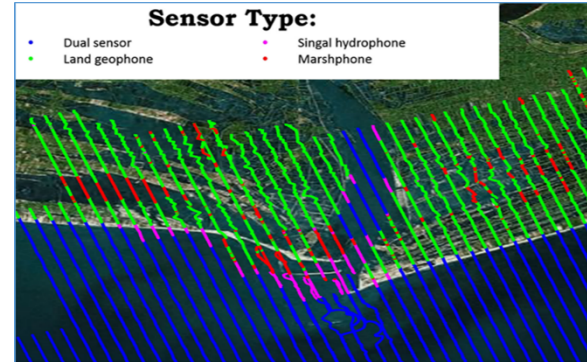 Sensor Type:
Dual sensor
Singal hydrophone
Land geophone
Marshphone